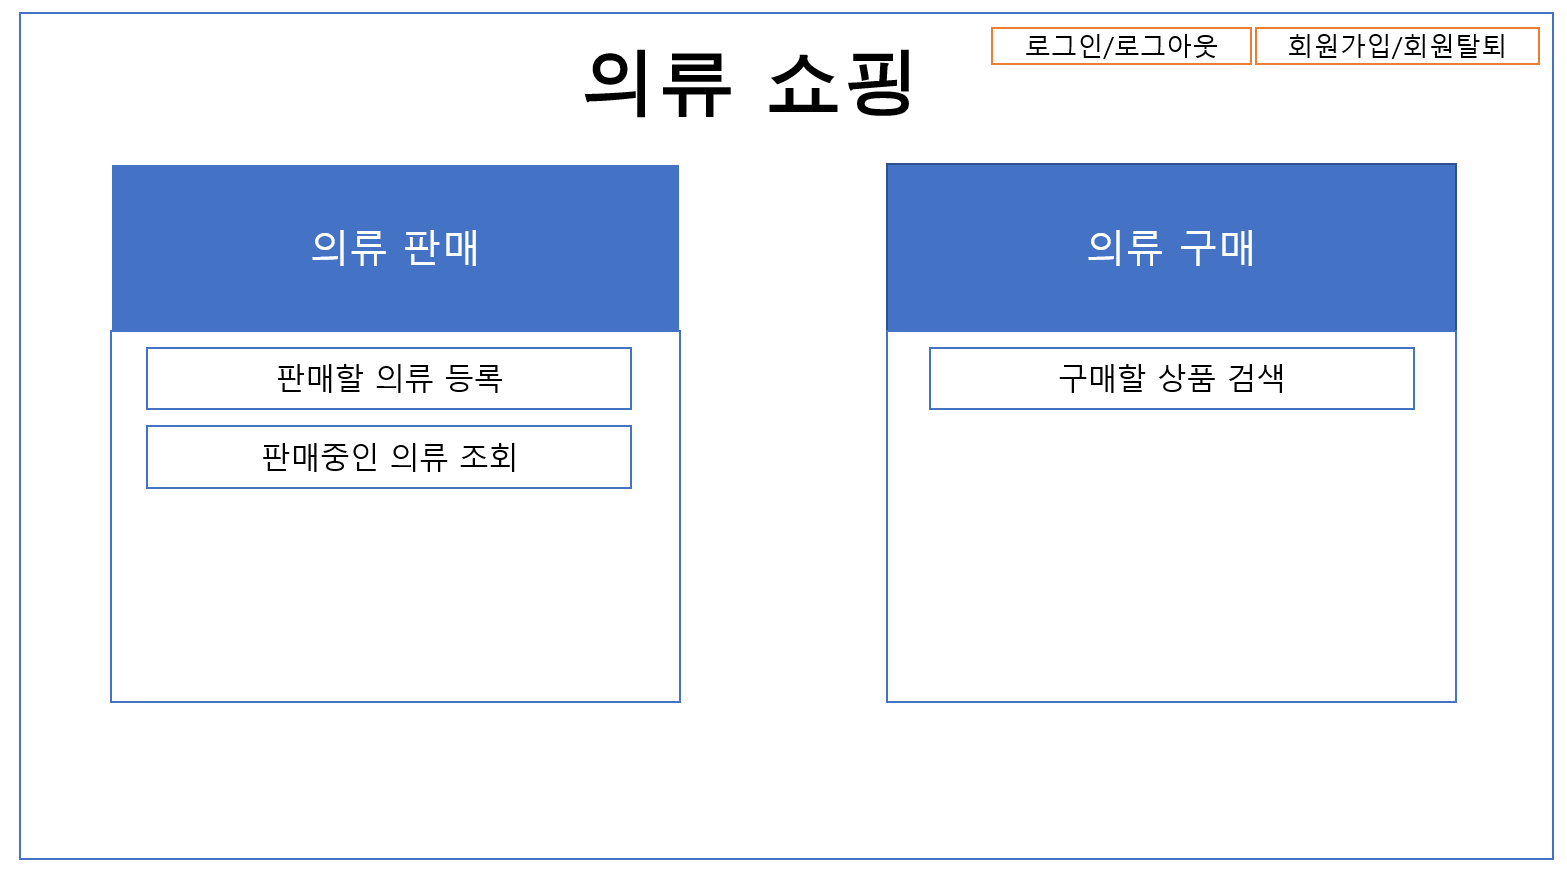 의류 쇼핑
로그인/로그아웃
회원가입/회원탈퇴
의류 판매
판매할 의류 등록
판매중인 의류 조회
의류 구매
구매할 상품 검색